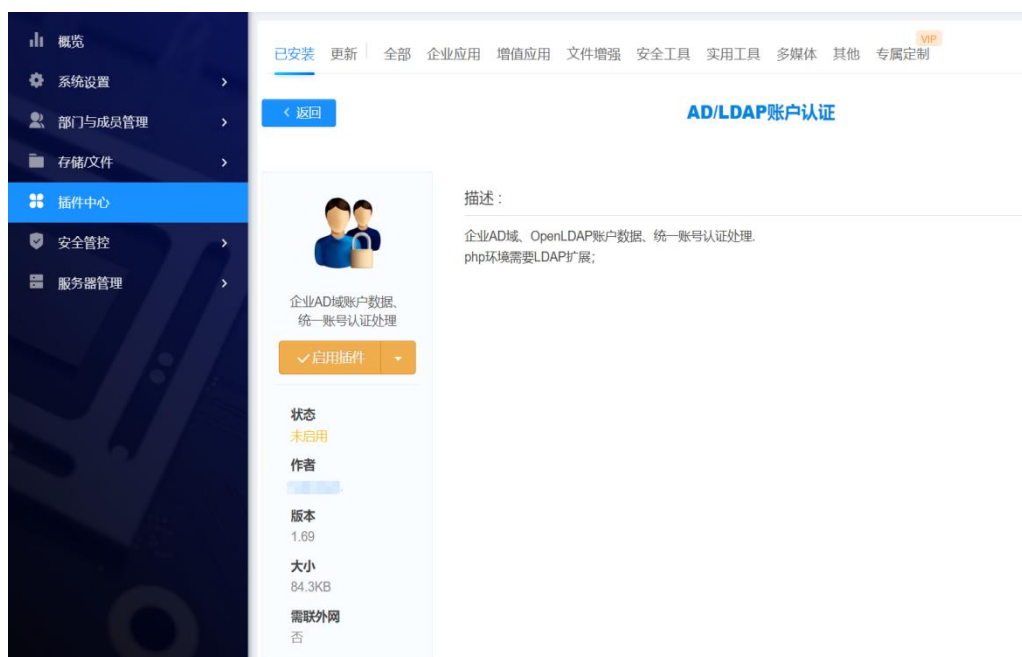 概览
系统设置
部门与成员管理
存储/文件
插件中心
安全管控
服务器管理
已安装 更新 全部 企业应用 增值应用 文件增强 安全工具 实用工具 多媒体 其他 专属定制 VIP
返回
AD/LDAP账户认证
企业AD域账户数据、
统一账号认证处理
启用插件
状态
未启用
作者
版本
1.69
大小
84.3KB
需联外网
否
描述 :
企业AD域、OpenLDAP账户数据、统一账号认证处理.
php环境需要LDAP扩展;